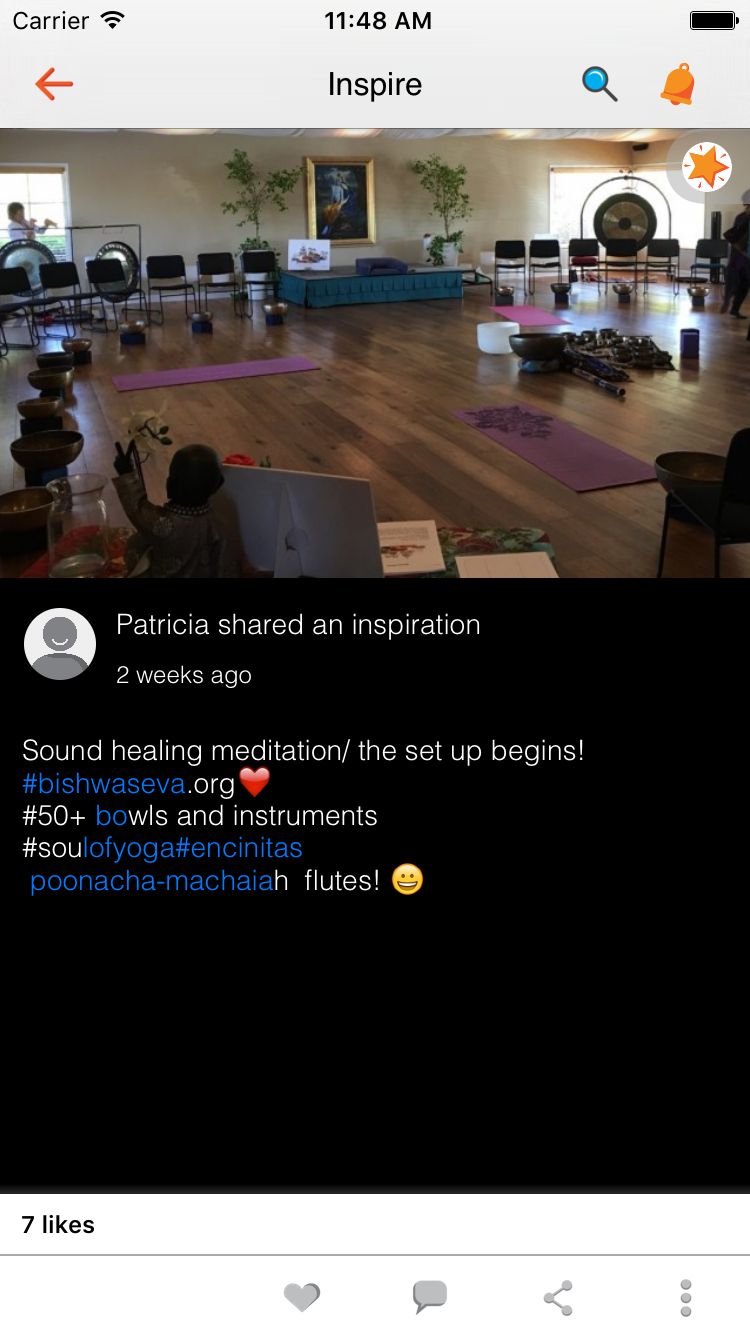 Carrier 11:48 AM
Inspire
Patricia shared an inspiration
2 weeks ago
Sound healing meditation/ the set up begins!
#bishwaseva.org❤️
#50+ bowls and instruments
#soulofyoga#encinitas
poonacha-machaiah  flutes! 😀
7 likes